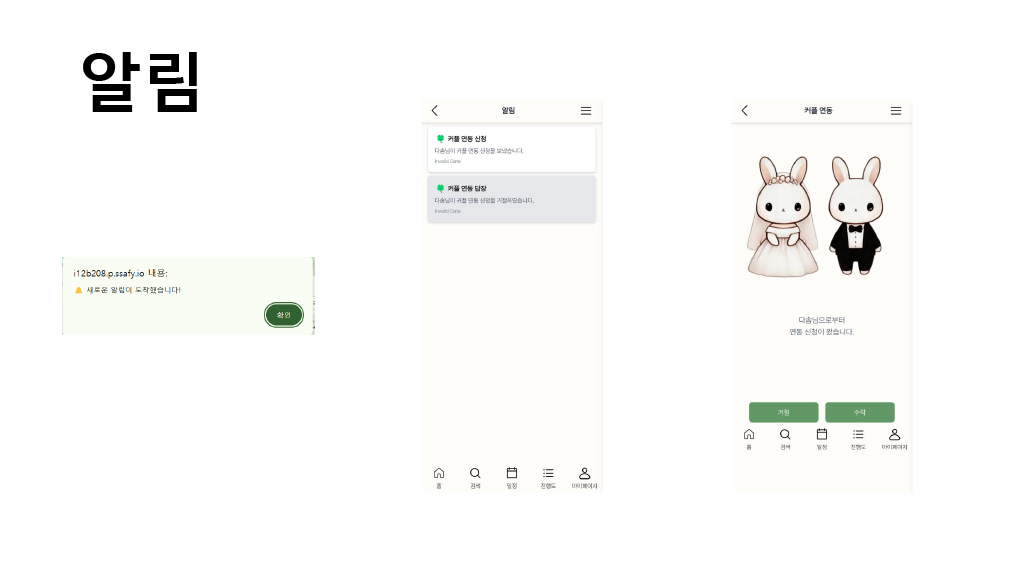 알림
i12b208.p.ssafy.io 내용:
새로운 알림이 도착했습니다!
확인
알림
커플 연동 신청
다솜님이 커플 연동 신청을 보냈습니다.
Invalid Date
커플 연동 답장
다솜님이 커플 연동 신청을 거절하였습니다.
Invalid Date
홈 검색 일정 진행도 마이페이지
커플 연동
다솜님으로부터
연동 신청이 왔습니다.
거절 수락
홈 검색 일정 진행도 마이페이지